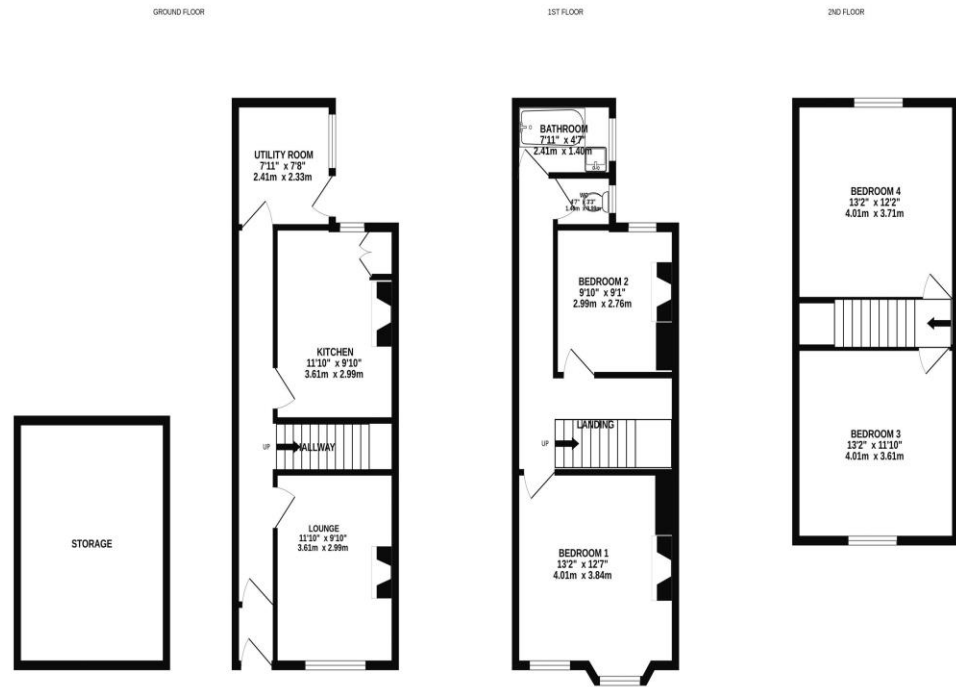 GROUND FLOOR
1ST FLOOR
2ND FLOOR
UTILITY ROOM
7'11" x 7'8"
2.41m x 2.33m
KITCHEN
11'10" x 9'10"
3.61m x 2.99m
UP
HALLWAY
LOUNGE
11'10" x 9'10"
3.61m x 2.99m
STORAGE
BATHROOM
7'11" x 4'7"
2.41m x 1.40m
BEDROOM 2
9'10" x 9'1"
2.99m x 2.76m
LANDING
UP
BEDROOM 1
13'2" x 12'7"
4.01m x 3.84m
BEDROOM 4
13'2" x 12'2"
4.01m x 3.71m
BEDROOM 3
13'2" x 11'10"
4.01m x 3.61m